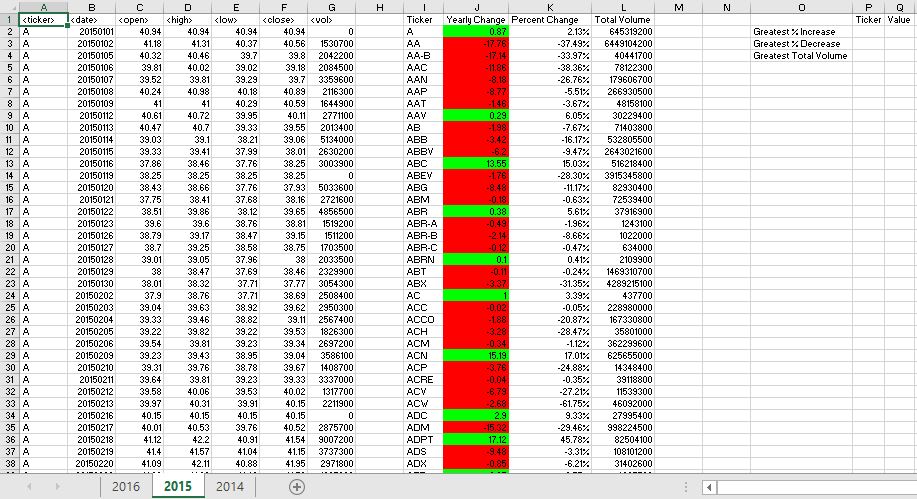 A B C D E F G H I J K L M N O P Q
1 <ticker> <date> <open> <high> <low> <close> <vol> Ticker Yearly Change Percent Change Total Volume Ticker Value
2 A 20150101 40.94 40.94 40.94 40.94 0 A 0.87 2.13% 645319200 Greatest % Increase
3 A 20150102 41.18 41.31 40.37 40.56 1530700 AA -17.76 -37.49% 6449104200 Greatest % Decrease
4 A 20150105 40.32 40.46 39.7 39.8 2042200 AA-B -17.14 -33.97% 40441700 Greatest Total Volume
5 A 20150106 39.81 40.02 39.02 39.18 2084500 AAC -11.86 -38.36% 78122300
6 A 20150107 39.52 39.81 39.29 39.7 3359600 AAN -8.18 -26.76% 179606700
7 A 20150108 40.24 40.98 40.18 40.89 2116300 AAP -8.77 -5.51% 266930500
8 A 20150109 41 41 40.29 40.59 1644900 AAT -1.46 -3.67% 48158100
9 A 20150112 40.61 40.72 39.95 40.11 2771100 AAV 0.29 6.05% 30229400
10 A 20150113 40.47 40.7 39.33 39.55 2013400 AB -1.96 -7.67% 71403800
11 A 20150114 39.03 39.1 38.21 39.06 5134000 ABB -3.42 -16.17% 532805500
12 A 20150115 39.33 39.41 37.99 38.01 2630200 ABBV -6.2 -9.47% 2643021600
13 A 20150116 37.86 38.46 37.76 38.25 3003900 ABC 13.55 15.03% 516218400
14 A 20150119 38.25 38.25 38.25 38.25 0 ABEV -1.76 -28.30% 3915345800
15 A 20150120 38.43 38.66 37.76 37.93 5033600 ABG -8.48 -11.17% 82930400
16 A 20150121 37.75 38.41 37.68 38.16 2721600 ABM -0.18 -0.63% 72539400
17 A 20150122 38.51 39.86 38.12 39.65 4856500 ABR 0.38 5.61% 37916900
18 A 20150123 39.6 39.6 38.76 38.81 1519200 ABR-A -0.49 -1.96% 1243100
19 A 20150126 38.79 39.17 38.47 39.15 1511200 ABR-B -2.14 -8.66% 1022000
20 A 20150127 38.7 39.25 38.58 38.75 1703500 ABR-C -0.12 -0.47% 634000
21 A 20150128 39.01 39.05 37.96 38 2033500 ABRN 0.1 0.41% 2109900
22 A 20150129 38 38.47 37.69 38.46 2329900 ABT -0.11 -0.24% 1469310700
23 A 20150130 38.01 38.32 37.71 37.77 3054300 ABX -3.37 -31.35% 4289215100
24 A 20150202 37.9 38.76 37.71 38.69 2508400 AC 1 3.39% 437700
25 A 20150203 39.04 39.63 38.92 39.62 2950300 ACC -0.02 -0.05% 228980000
26 A 20150204 39.33 39.46 38.82 39.11 2567400 ACCO -1.88 -20.87% 167330800
27 A 20150205 39.22 39.82 39.22 39.53 1826300 ACH -3.28 -28.47% 35801000
28 A 20150206 39.54 39.81 39.23 39.34 2697200 ACM -0.34 -1.12% 362299600
29 A 20150209 39.23 39.43 38.95 39.04 3586100 ACN 15.19 17.01% 625655000
30 A 20150210 39.31 39.76 38.78 39.67 1408700 ACP -3.76 -24.88% 14348400
31 A 20150211 39.64 39.81 39.23 39.33 3337000 ACRE -0.04 -0.35% 39118800
32 A 20150212 39.58 40.06 39.53 40.02 1317700 ACV -6.79 -27.21% 11539300
33 A 20150213 39.97 40.31 39.91 40.15 2211900 ACW -2.68 -61.75% 46092000
34 A 20150216 40.15 40.15 40.15 40.15 0 ADC 2.9 9.33% 27995400
35 A 20150217 40.01 40.53 39.76 40.52 2875700 ADM -15.32 -29.46% 998224500
36 A 20150218 41.12 42.2 40.91 41.54 9007200 ADPT 17.12 45.78% 82504100
37 A 20150219 41.4 41.57 41.04 41.15 3737300 ADS -9.48 -3.31% 108101200
38 A 20150220 41.09 42.11 40.88 41.95 2971800 ADX -0.85 -6.21% 31402600
2016 2015 2014